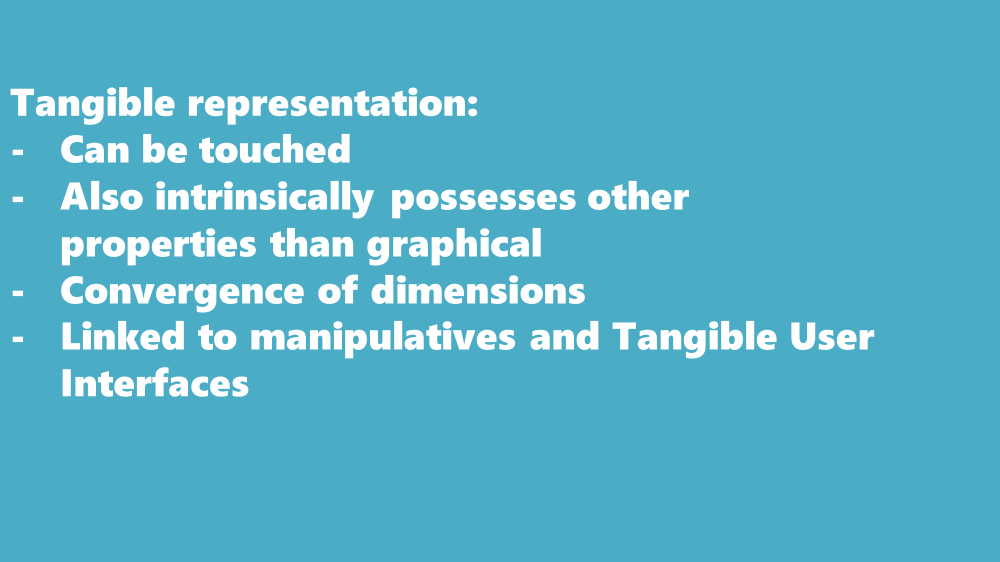 Tangible representation:
- Can be touched
- Also intrinsically possesses other
properties than graphical
- Convergence of dimensions
- Linked to manipulatives and Tangible User
Interfaces